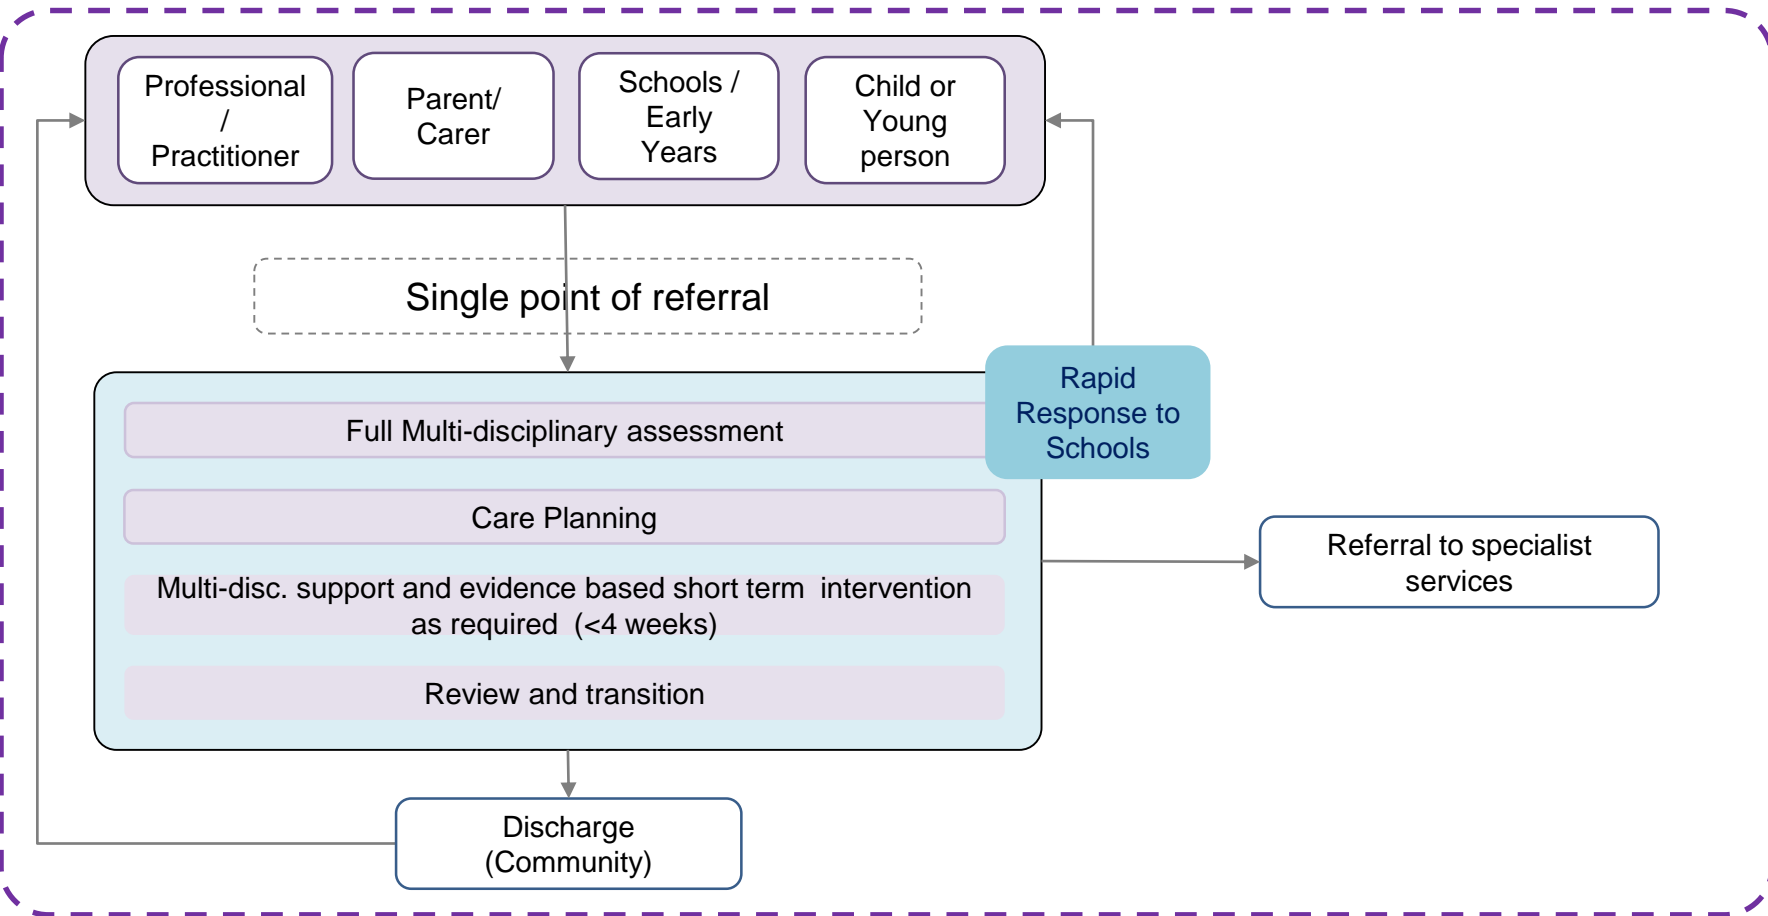 Professional
/
Practitioner
Parent/
Carer
Schools /
Early
Years
Child or
Young
person
Single point of referral
Rapid
Response to
Schools
Full Multi-disciplinary assessment
Care Planning
Multi-disc. support and evidence based short term intervention
as required (<4 weeks)
Review and transition
Referral to specialist
services
Discharge
(Community)